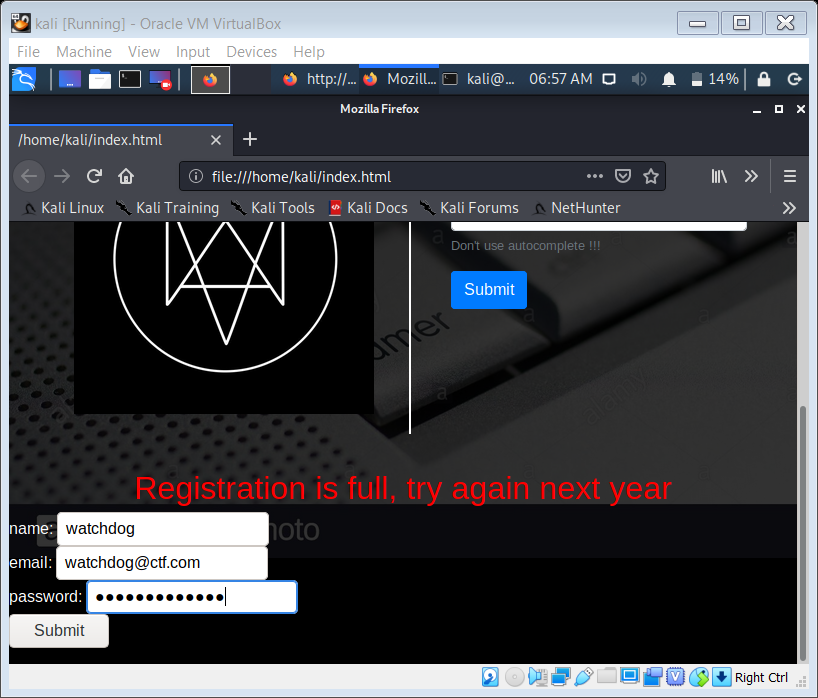 kali [Running] - Oracle VM VirtualBox
File Machine View Input Devices Help
http://... Mozill... kali@... 06:57 AM 14%
Mozilla Firefox
/home/kali/index.html
file:///home/kali/index.html
Kali Linux Kali Training Kali Tools Kali Docs Kali Forums NetHunter
Don't use autocomplete !!!
Submit
Registration is full, try again next year
name: watchdog
email: watchdog@ctf.com
password: •••••••••••••
Submit
Right Ctrl